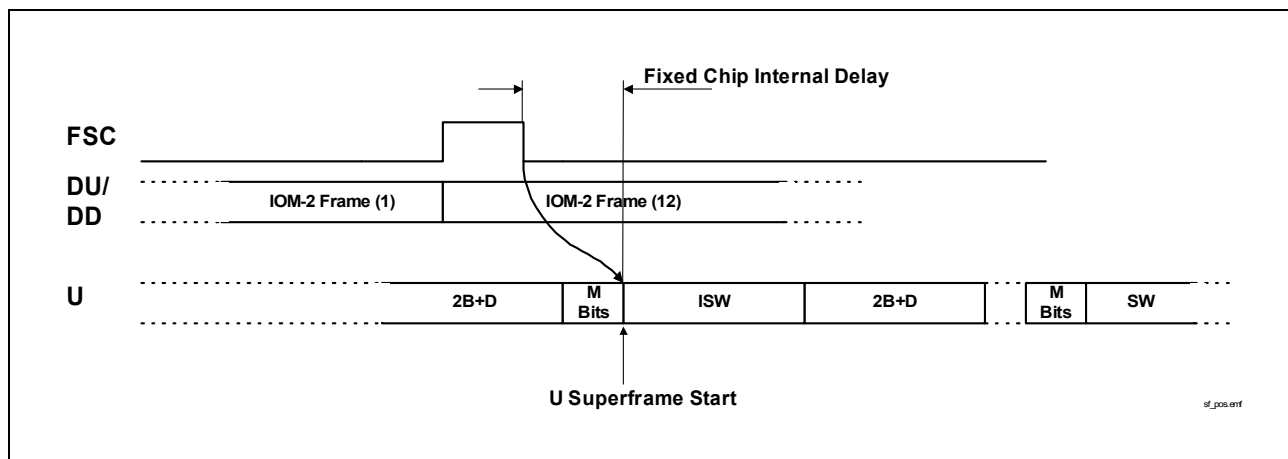 Fixed Chip Internal Delay
FSC
DU/
DD
IOM-2 Frame (1)
IOM-2 Frame (12)
U
2B+D
M
Bits
ISW
2B+D
M
Bits
SW
U Superframe Start
sf_pos.emf